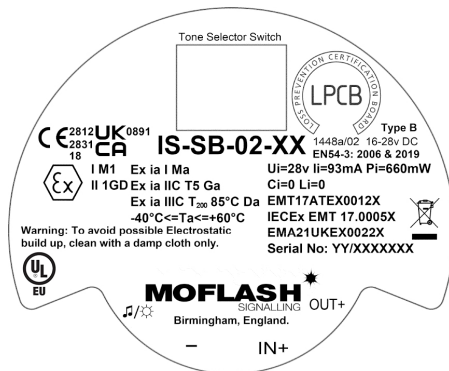 Tone Selector Switch
LOSS PREVENTION CERTIFICATION BOARD
LPCB
CE 2812 2831 18 UKCA 0891
IS-SB-02-XX
Type B
1448a/02 16-28v DC
EN54-3: 2006 & 2019
Ex I M1 Ex ia I Ma
II 1GD Ex ia IIC T5 Ga
Ex ia IIIC T200 85°C Da
-40°C<=Ta<=+60°C
Ui=28v Ii=93mA Pi=660mW
Ci=0 Li=0
EMT17ATEX0012X
IECEx EMT 17.0005X
EMA21UKEX0022X
Serial No: YY/XXXXXXX
Warning: To avoid possible Electrostatic
build up, clean with a damp cloth only.
UL
EU
MOFLASH
SIGNALLING
Birmingham, England.
♫/☼
OUT+
− IN+